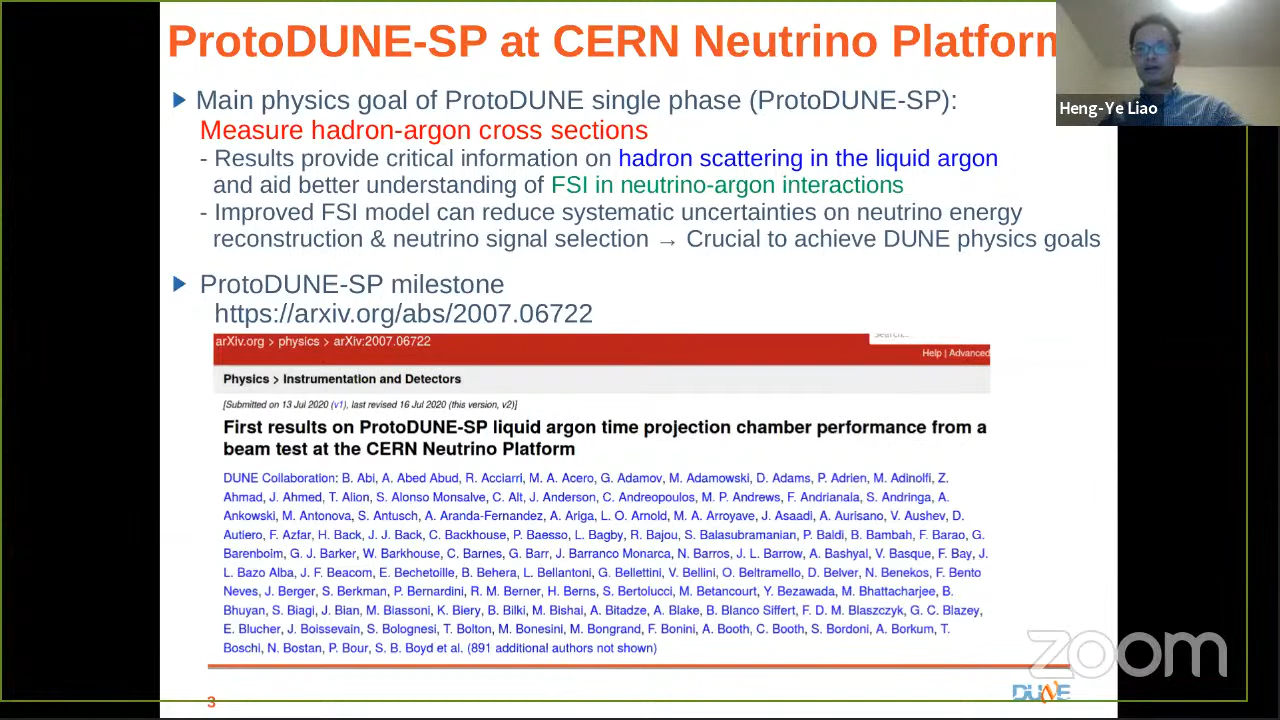 ProtoDUNE-SP at CERN Neutrino Platform
Heng-Ye Liao
Main physics goal of ProtoDUNE single phase (ProtoDUNE-SP):
Measure hadron-argon cross sections
- Results provide critical information on hadron scattering in the liquid argon
and aid better understanding of FSI in neutrino-argon interactions
- Improved FSI model can reduce systematic uncertainties on neutrino energy
reconstruction & neutrino signal selection → Crucial to achieve DUNE physics goals
ProtoDUNE-SP milestone
https://arxiv.org/abs/2007.06722
arXiv.org > physics > arXiv:2007.06722
Search...
Help | Advanced
Physics > Instrumentation and Detectors
[Submitted on 13 Jul 2020 (v1), last revised 16 Jul 2020 (this version, v2)]
First results on ProtoDUNE-SP liquid argon time projection chamber performance from a
beam test at the CERN Neutrino Platform
DUNE Collaboration: B. Abi, A. Abed Abud, R. Acciarri, M. A. Acero, G. Adamov, M. Adamowski, D. Adams, P. Adrien, M. Adinolfi, Z.
Ahmad, J. Ahmed, T. Alion, S. Alonso Monsalve, C. Alt, J. Anderson, C. Andreopoulos, M. P. Andrews, F. Andrianala, S. Andringa, A.
Ankowski, M. Antonova, S. Antusch, A. Aranda-Fernandez, A. Ariga, L. O. Arnold, M. A. Arroyave, J. Asaadi, A. Aurisano, V. Aushev, D.
Autiero, F. Azfar, H. Back, J. J. Back, C. Backhouse, P. Baesso, L. Bagby, R. Bajou, S. Balasubramanian, P. Baldi, B. Bambah, F. Barao, G.
Barenboim, G. J. Barker, W. Barkhouse, C. Barnes, G. Barr, J. Barranco Monarca, N. Barros, J. L. Barrow, A. Bashyal, V. Basque, F. Bay, J.
L. Bazo Alba, J. F. Beacom, E. Bechetoille, B. Behera, L. Bellantoni, G. Bellettini, V. Bellini, O. Beltramello, D. Belver, N. Benekos, F. Bento
Neves, J. Berger, S. Berkman, P. Bernardini, R. M. Berner, H. Berns, S. Bertolucci, M. Betancourt, Y. Bezawada, M. Bhattacharjee, B.
Bhuyan, S. Biagi, J. Bian, M. Biassoni, K. Biery, B. Bilki, M. Bishai, A. Bitadze, A. Blake, B. Blanco Siffert, F. D. M. Blaszczyk, G. C. Blazey,
E. Blucher, J. Boissevain, S. Bolognesi, T. Bolton, M. Bonesini, M. Bongrand, F. Bonini, A. Booth, C. Booth, S. Bordoni, A. Borkum, T.
Boschi, N. Bostan, P. Bour, S. B. Boyd et al. (891 additional authors not shown)
zoom
3
DUNE